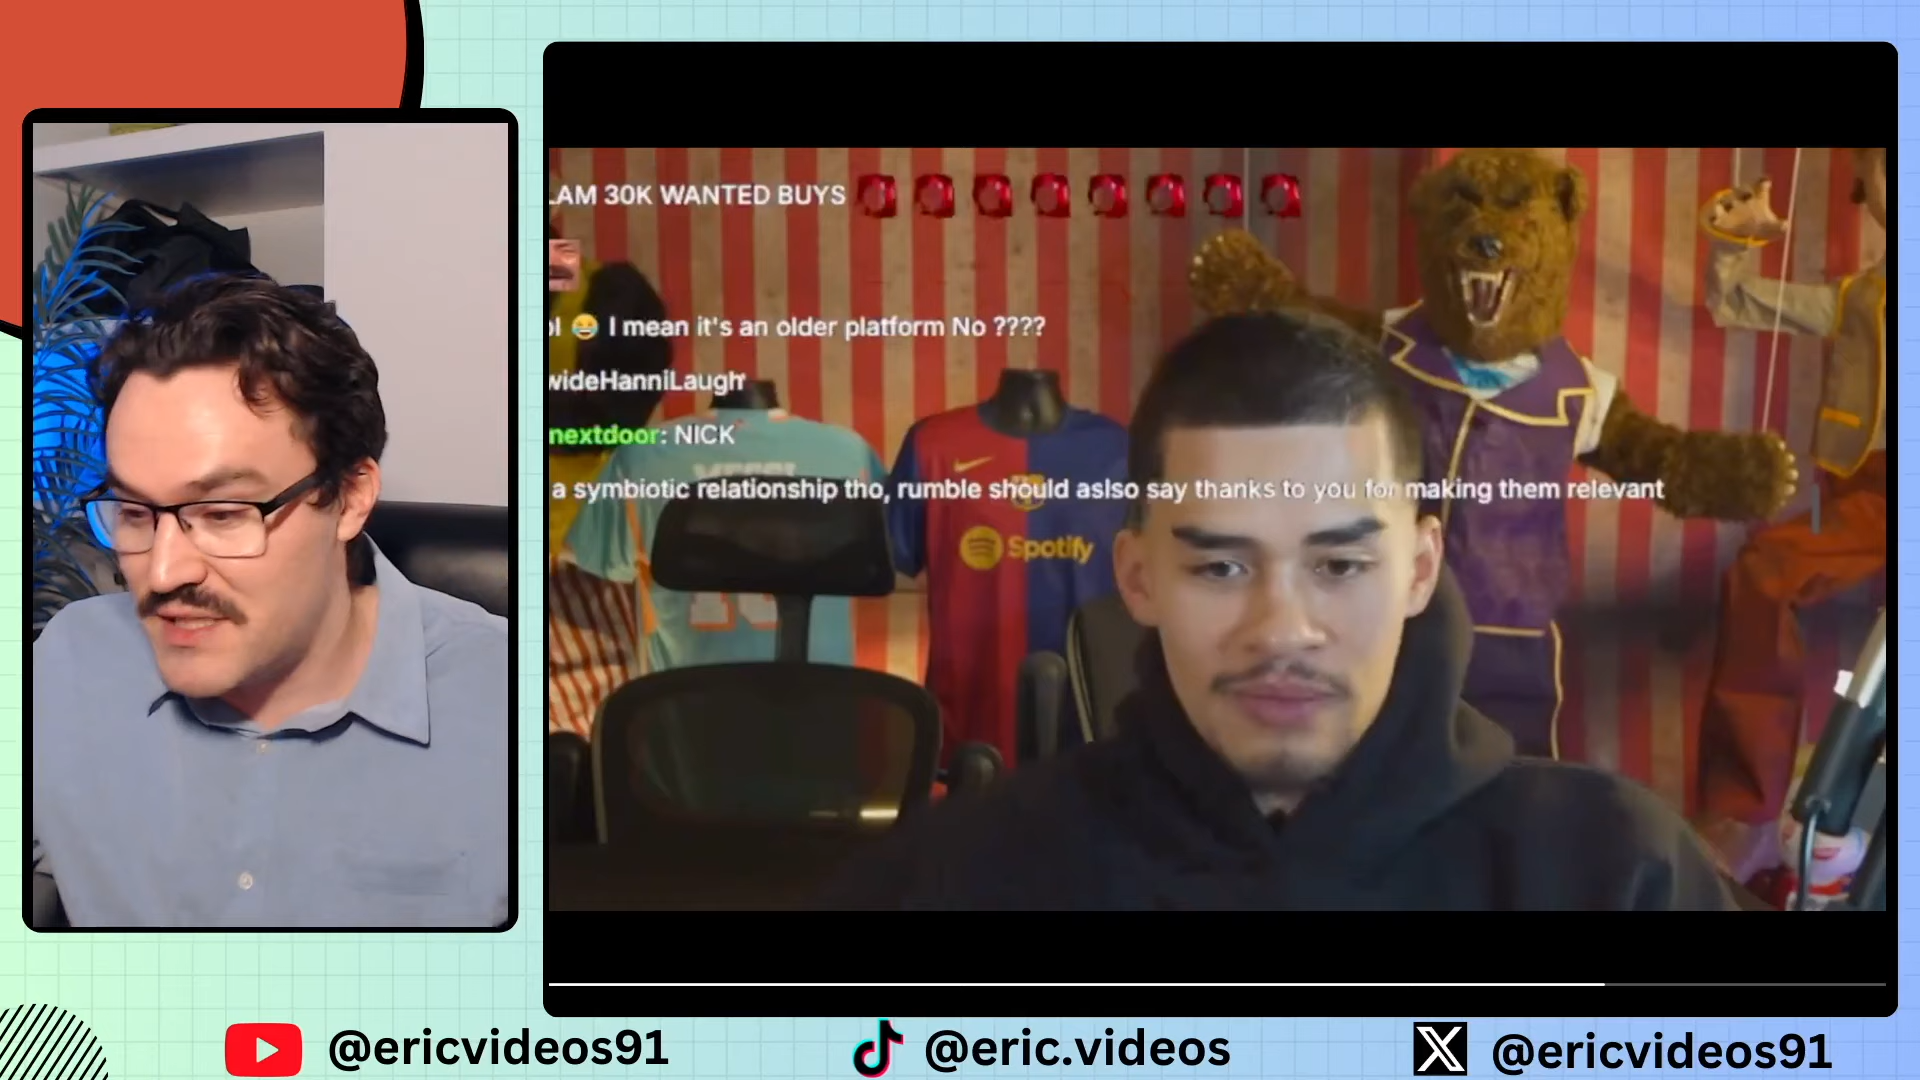 LAM 30K WANTED BUYS
I mean it's an older platform No ????
wideHanniLaugh
nextdoor: NICK
a symbiotic relationship tho, rumble should aslso say thanks to you for making them relevant
Spotify
@ericvideos91
@eric.videos
@ericvideos91